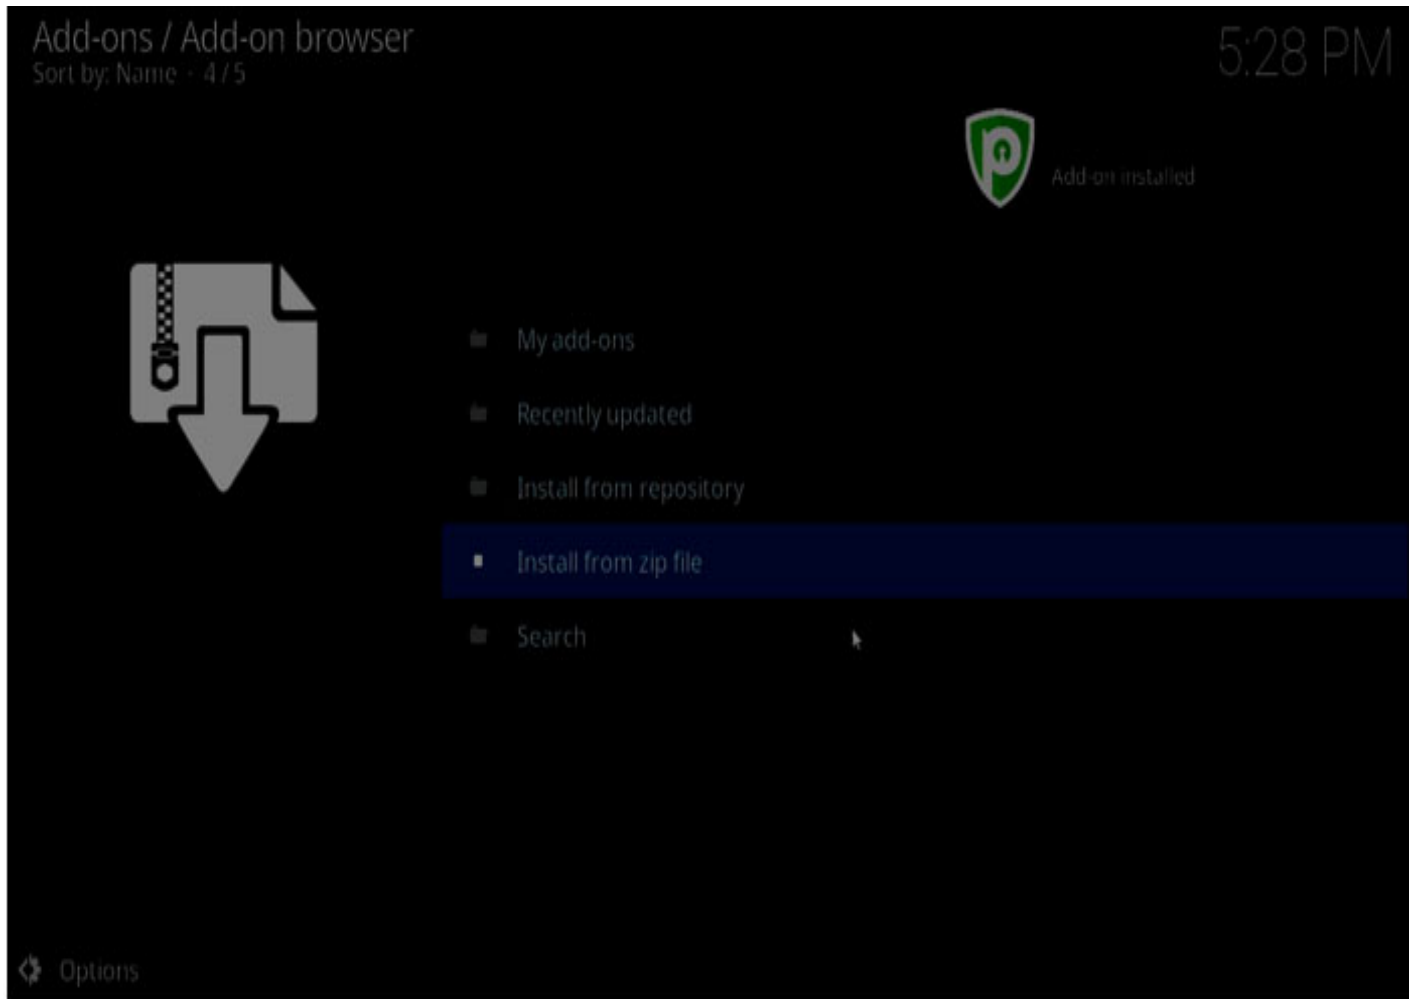 Add-ons / Add-on browser
Sort by: Name · 4 / 5
5:28 PM
Add-on installed
My add-ons
Recently updated
Install from repository
Install from zip file
Search
Options